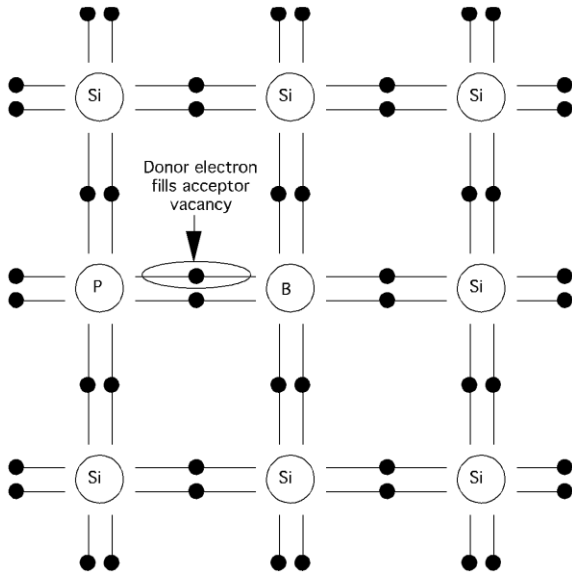 Si
Si
Si
Donor electron
fills acceptor
vacancy
P
B
Si
Si
Si
Si